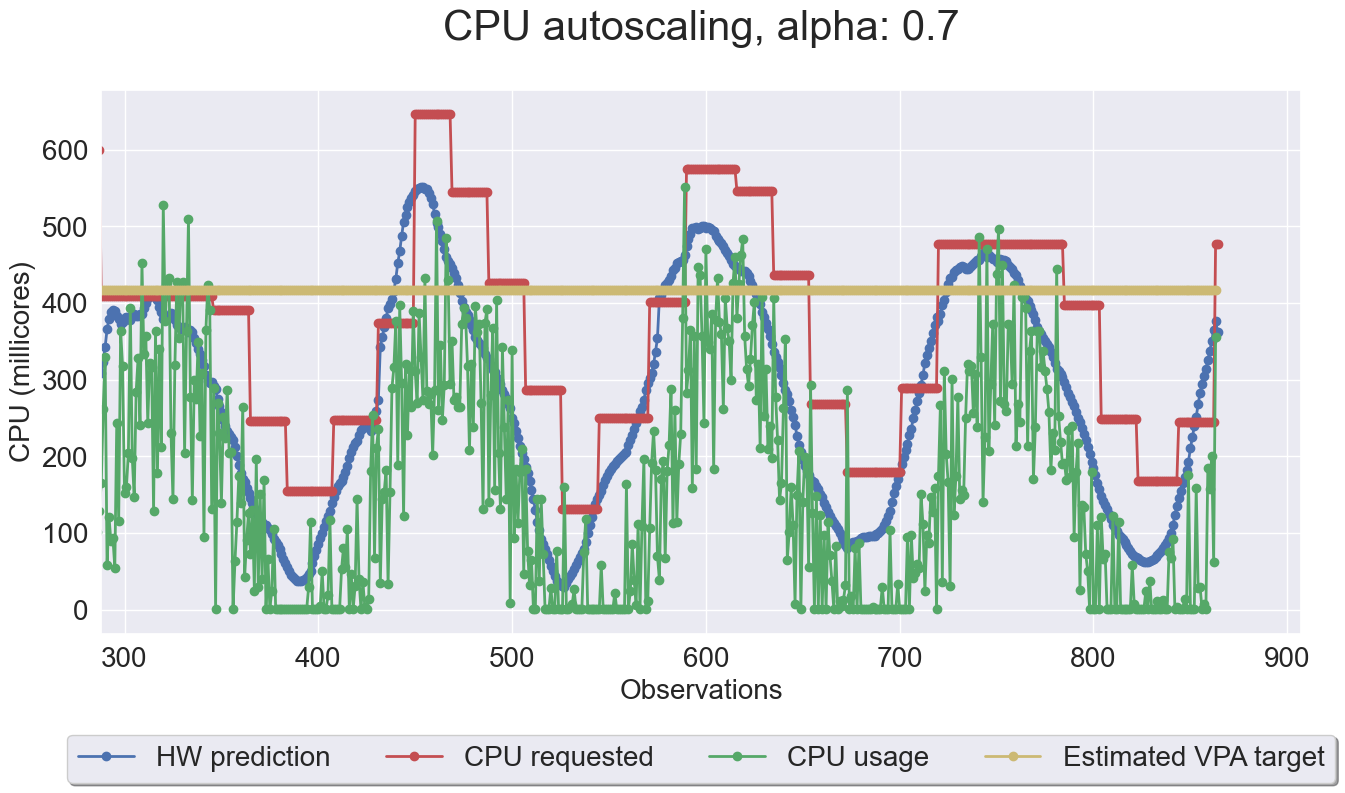 CPU autoscaling, alpha: 0.7
600
500
400
300
200
100
0
CPU (millicores)
300 400 500 600 700 800 900
Observations
HW prediction CPU requested CPU usage Estimated VPA target